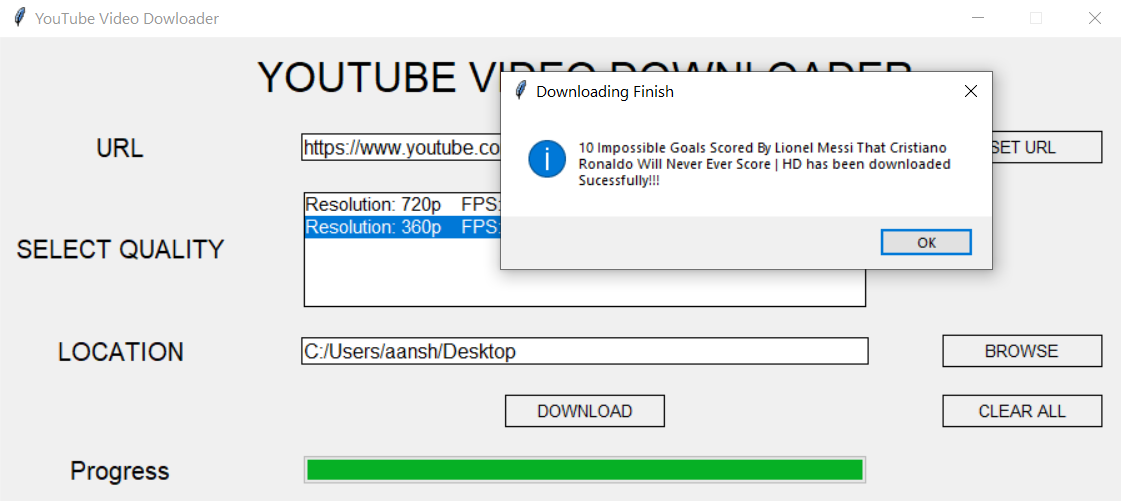 YouTube Video Dowloader
YOUTUBE VIDEO DOWNLOADER
Downloading Finish
10 Impossible Goals Scored By Lionel Messi That Cristiano
Ronaldo Will Never Ever Score | HD has been downloaded
Sucessfully!!!
OK
URL
https://www.youtube.co
SET URL
SELECT QUALITY
Resolution: 720p FPS:
Resolution: 360p FPS:
LOCATION
C:/Users/aansh/Desktop
BROWSE
DOWNLOAD
CLEAR ALL
Progress